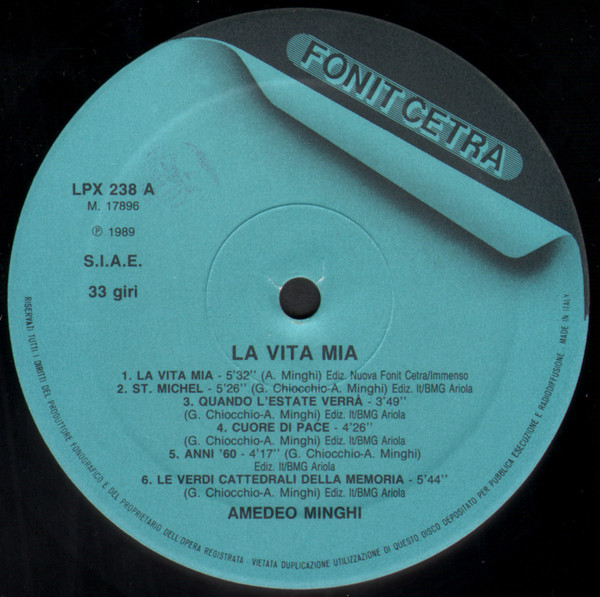 FONIT CETRA
LPX 238 A
M. 17896
℗ 1989
S.I.A.E.
33 giri
LA VITA MIA
1. LA VITA MIA - 5'32'' (A. Minghi) Ediz. Nuova Fonit Cetra/Immenso
2. ST. MICHEL - 5'26'' (G. Chiocchio-A. Minghi) Ediz. It/BMG Ariola
3. QUANDO L'ESTATE VERRÀ - 3'49''
(G. Chiocchio-A. Minghi) Ediz. It/BMG Ariola
4. CUORE DI PACE - 4'26''
(G. Chiocchio-A. Minghi) Ediz. It/BMG Ariola
5. ANNI '60 - 4'17'' (G. Chiocchio-A. Minghi)
Ediz. It/BMG Ariola
6. LE VERDI CATTEDRALI DELLA MEMORIA - 5'44''
(G. Chiocchio-A. Minghi) Ediz. It/BMG Ariola
AMEDEO MINGHI
RISERVATI TUTTI I DIRITTI DEL PRODUTTORE FONOGRAFICO E DEL PROPRIETARIO DELL'OPERA REGISTRATA - VIETATA DUPLICAZIONE UTILIZZAZIONE DI QUESTO DISCO DEPOSITATO PER PUBBLICA ESECUZIONE E RADIODIFFUSIONE. - MADE IN ITALY